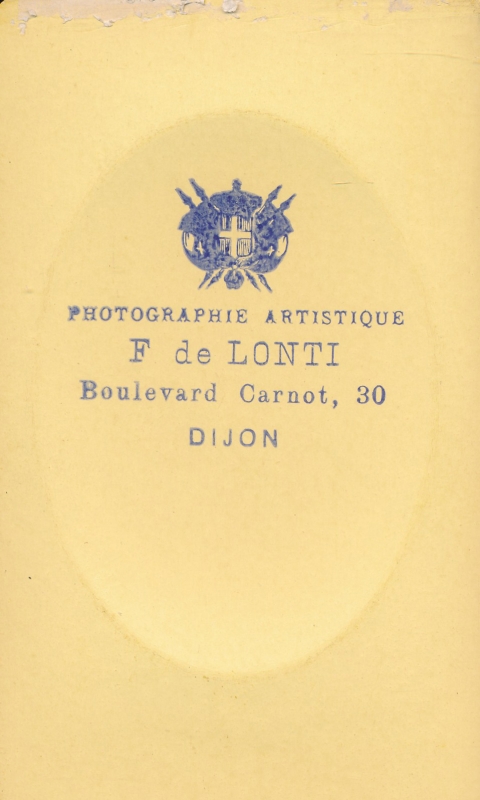 PHOTOGRAPHIE ARTISTIQUE
F de LONTI
Boulevard Carnot, 30
DIJON